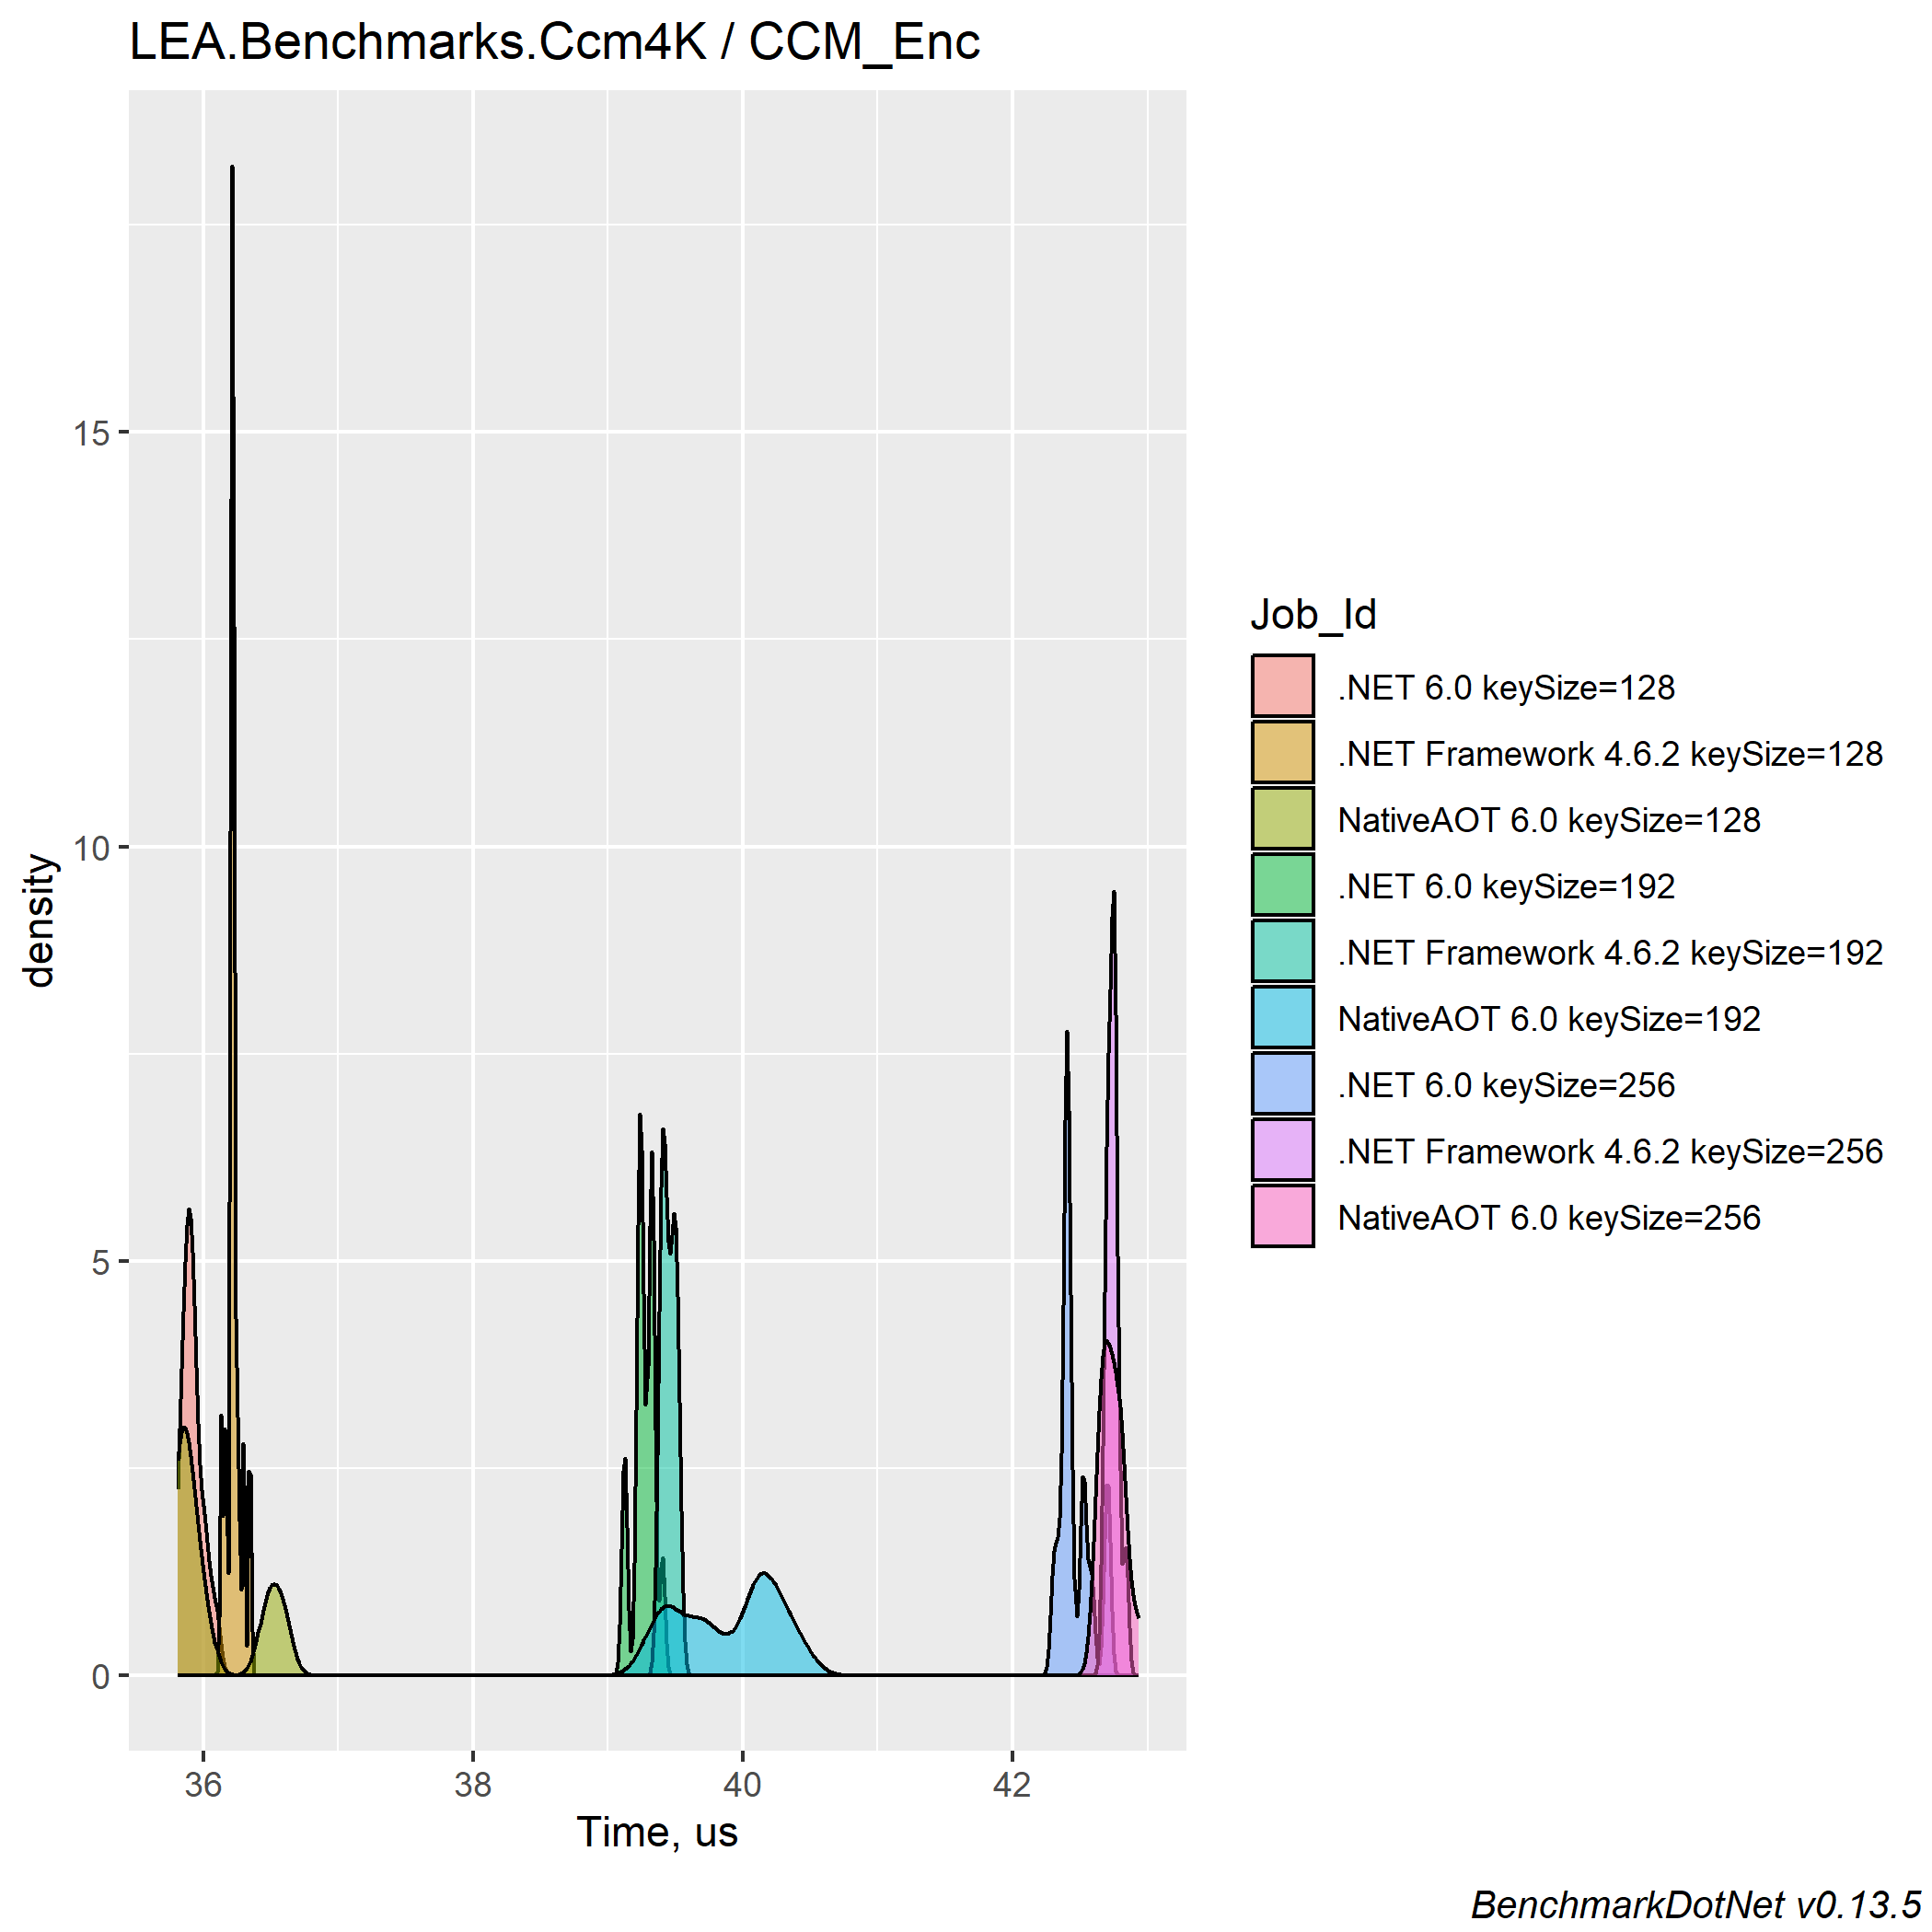 LEA.Benchmarks.Ccm4K / CCM_Enc
15
10
5
0
density
36 38 40 42
Time, us
Job_Id
.NET 6.0 keySize=128
.NET Framework 4.6.2 keySize=128
NativeAOT 6.0 keySize=128
.NET 6.0 keySize=192
.NET Framework 4.6.2 keySize=192
NativeAOT 6.0 keySize=192
.NET 6.0 keySize=256
.NET Framework 4.6.2 keySize=256
NativeAOT 6.0 keySize=256
BenchmarkDotNet v0.13.5